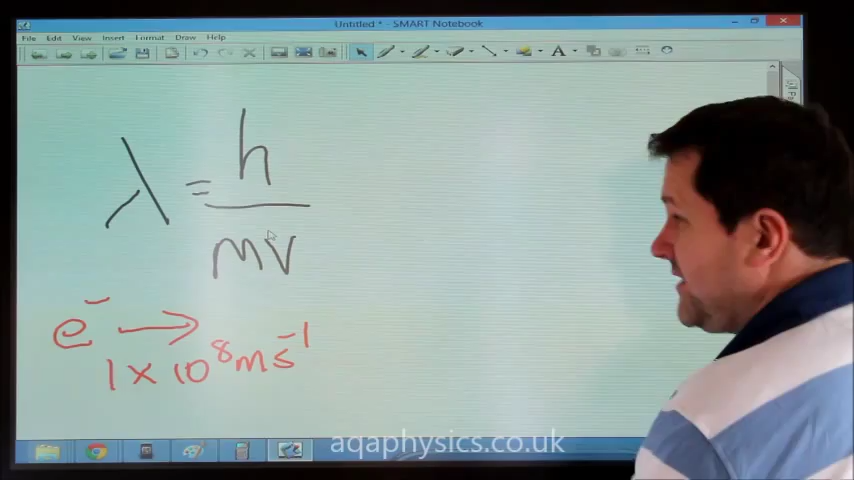 Untitled * - SMART Notebook
File Edit View Insert Format Draw Help
λ = h
mv
e⁻ →
1 × 10⁸ ms⁻¹
aqaphysics.co.uk